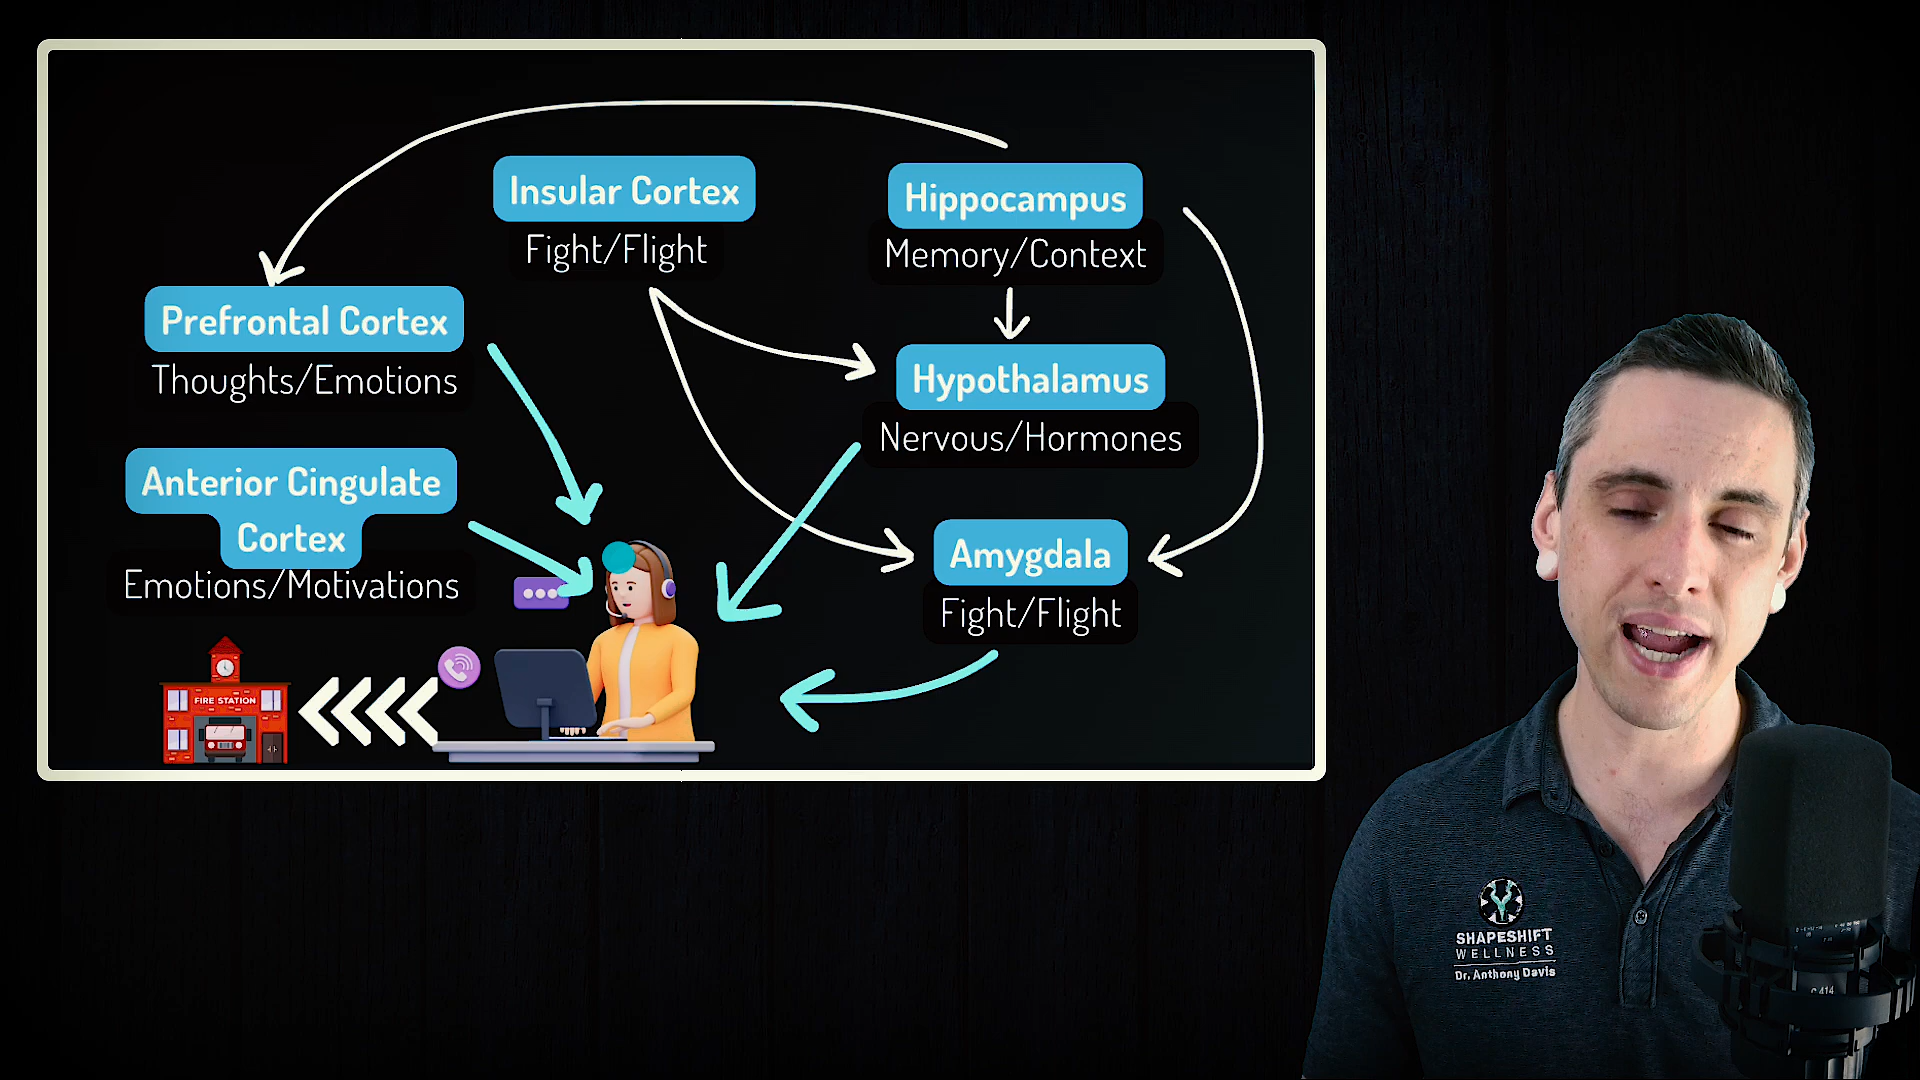 Insular Cortex
Fight/Flight
Hippocampus
Memory/Context
Prefrontal Cortex
Thoughts/Emotions
Hypothalamus
Nervous/Hormones
Anterior Cingulate
Cortex
Emotions/Motivations
Amygdala
Fight/Flight
FIRE STATION
SHAPESHIFT
WELLNESS
Dr. Anthony Davis
C 414